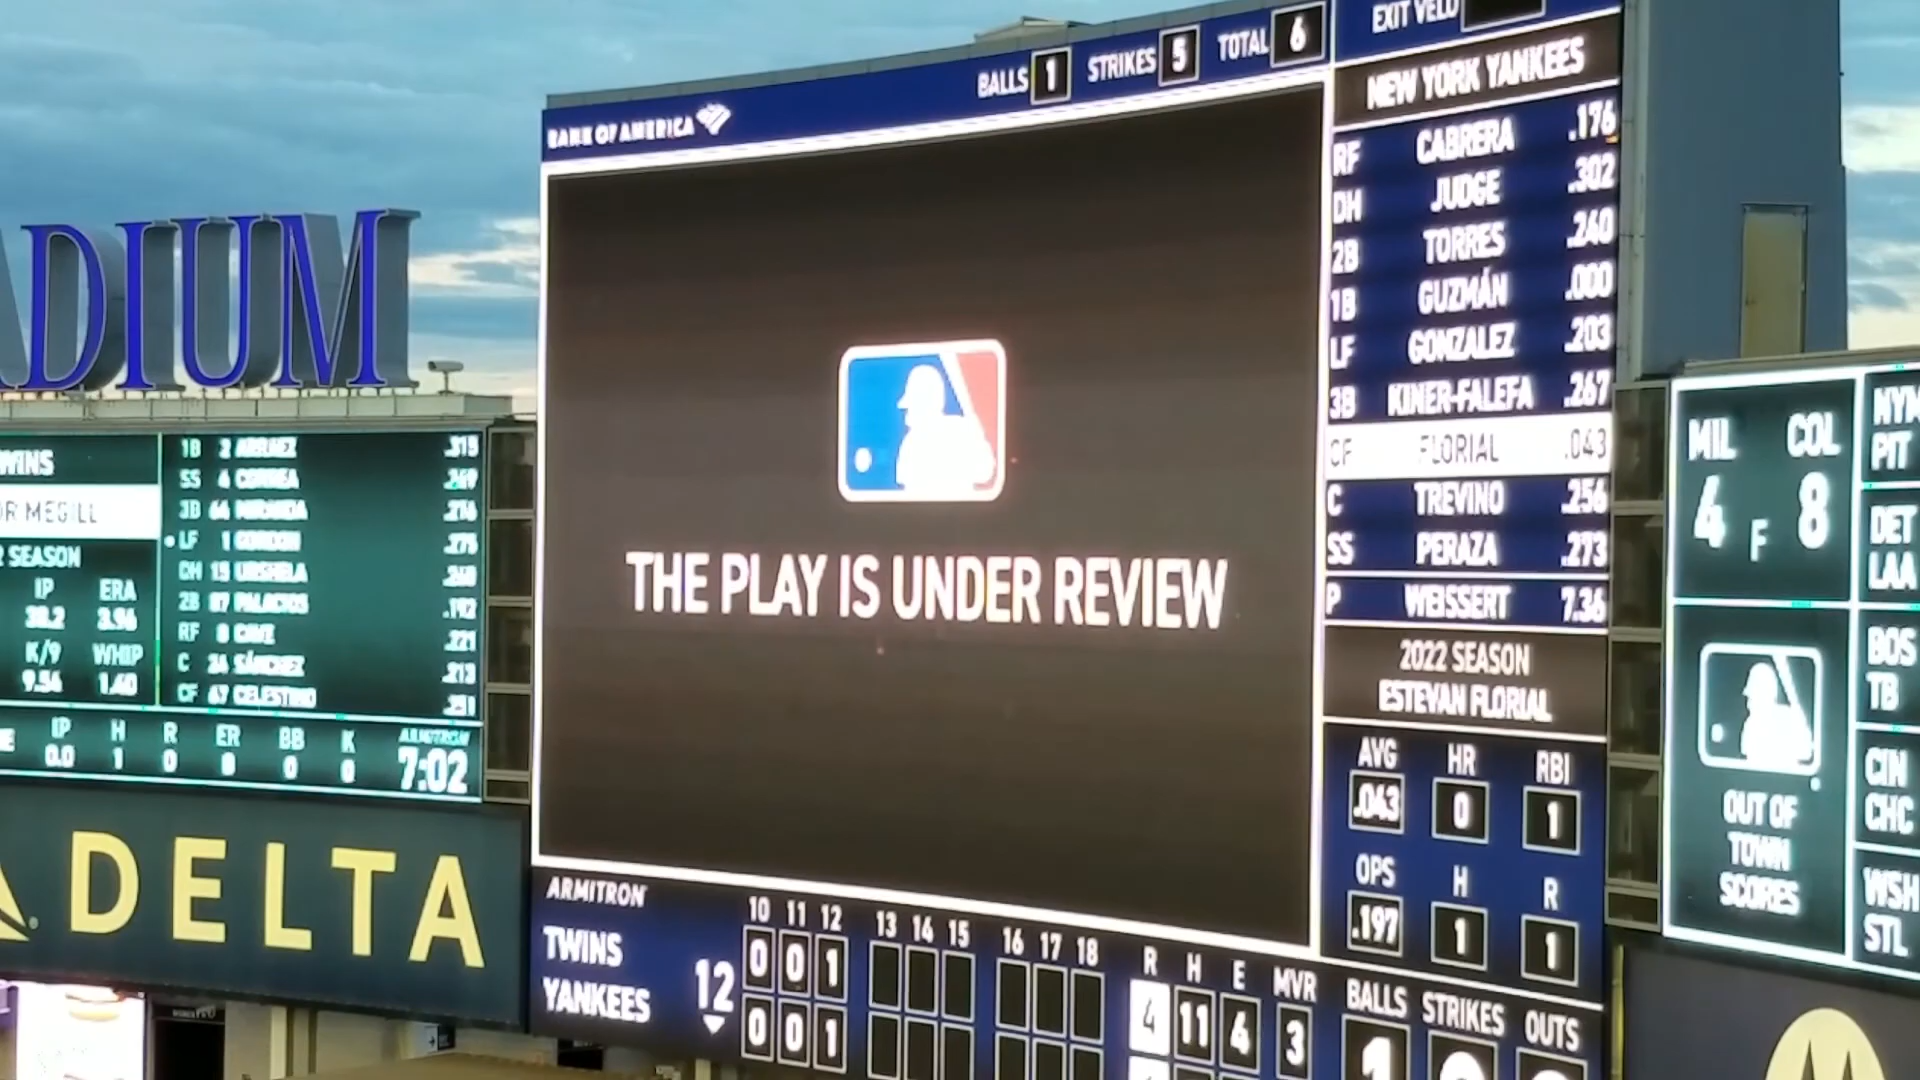 BANK OF AMERICA
BALLS 1 STRIKES 5 TOTAL 6
EXIT VELO
NEW YORK YANKEES
RF CABRERA .176
DH JUDGE .302
2B TORRES .240
1B GUZMÁN .000
LF GONZALEZ .203
3B KINER-FALEFA .267
CF FLORIAL .043
C TREVINO .256
SS PERAZA .273
P WEISSERT 7.36
2022 SEASON
ESTEVAN FLORIAL
AVG HR RBI
.043 0 1
OPS H R
.197 1 1
BALLS STRIKES OUTS
THE PLAY IS UNDER REVIEW
ARMITRON
10 11 12 13 14 15 16 17 18 R H E MVR
TWINS 0 0 1 4 11 4 3
YANKEES 12 0 0 1
DIUM
WINS
OR MEGILL
SEASON
IP ERA
38.2 3.96
K/9 WHIP
9.54 1.40
1B 2 ARRAEZ .315
SS 4 CORREA
3B 64 MIRANDA .276
LF 1 GORDON .275
DH 15 URSHELA
2B 87 PALACIOS .192
RF 8 CAVE .221
C 24 SÁNCHEZ .213
CF 67 CELESTINO
IP H R ER BB K ARMITRON
0.0 1 0 0 0 0 7:02
DELTA
MIL COL
4 F 8
OUT OF
TOWN
SCORES
NYM
PIT
DET
LAA
BOS
TB
CIN
CHC
WSH
STL